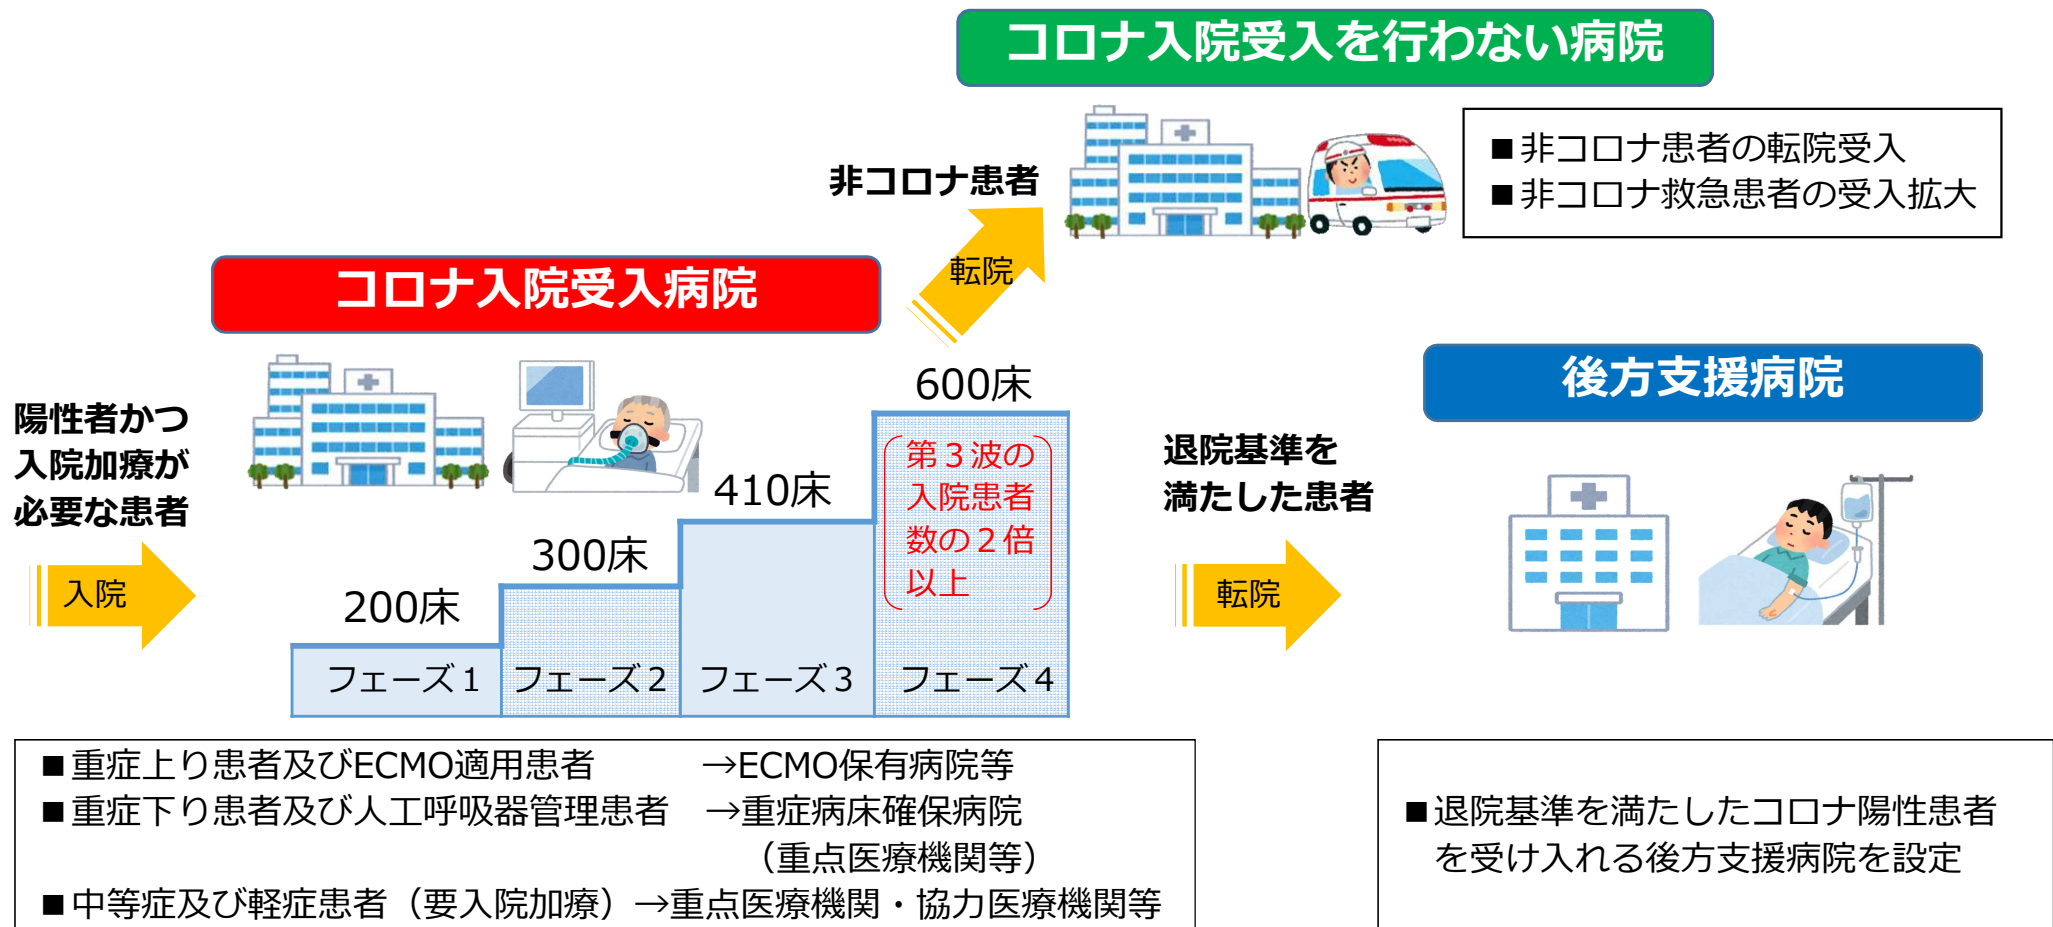 コロナ入院受入を行わない病院
■非コロナ患者の転院受入
■非コロナ救急患者の受入拡大
非コロナ患者
転院
コロナ入院受入病院
陽性者かつ
入院加療が
必要な患者
入院
200床
300床
410床
600床
第３波の
入院患者
数の２倍
以上
フェーズ１
フェーズ２
フェーズ３
フェーズ４
後方支援病院
退院基準を
満たした患者
転院
■重症上り患者及びECMO適用患者 →ECMO保有病院等
■重症下り患者及び人工呼吸器管理患者 →重症病床確保病院
（重点医療機関等）
■中等症及び軽症患者（要入院加療）→重点医療機関・協力医療機関等
■退院基準を満たしたコロナ陽性患者
を受け入れる後方支援病院を設定